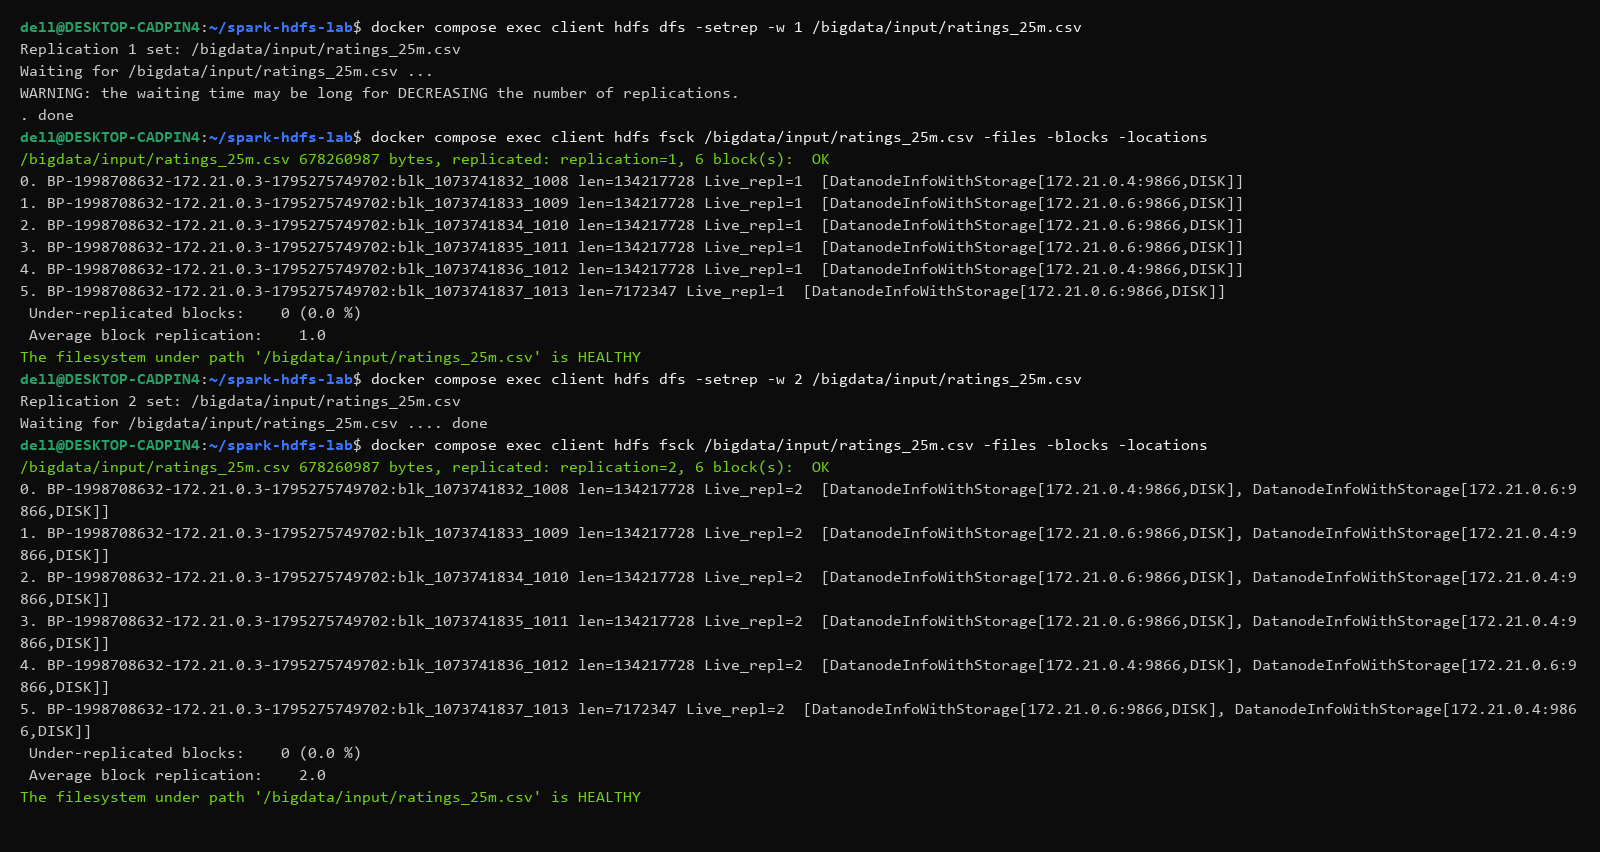 dell@DESKTOP-CADPIN4:~/spark-hdfs-lab$ docker compose exec client hdfs dfs -setrep -w 1 /bigdata/input/ratings_25m.csv
Replication 1 set: /bigdata/input/ratings_25m.csv
Waiting for /bigdata/input/ratings_25m.csv ...
WARNING: the waiting time may be long for DECREASING the number of replications.
. done
dell@DESKTOP-CADPIN4:~/spark-hdfs-lab$ docker compose exec client hdfs fsck /bigdata/input/ratings_25m.csv -files -blocks -locations
/bigdata/input/ratings_25m.csv 678260987 bytes, replicated: replication=1, 6 block(s):  OK
0. BP-1998708632-172.21.0.3-1795275749702:blk_1073741832_1008 len=134217728 Live_repl=1  [DatanodeInfoWithStorage[172.21.0.4:9866,DISK]]
1. BP-1998708632-172.21.0.3-1795275749702:blk_1073741833_1009 len=134217728 Live_repl=1  [DatanodeInfoWithStorage[172.21.0.6:9866,DISK]]
2. BP-1998708632-172.21.0.3-1795275749702:blk_1073741834_1010 len=134217728 Live_repl=1  [DatanodeInfoWithStorage[172.21.0.6:9866,DISK]]
3. BP-1998708632-172.21.0.3-1795275749702:blk_1073741835_1011 len=134217728 Live_repl=1  [DatanodeInfoWithStorage[172.21.0.6:9866,DISK]]
4. BP-1998708632-172.21.0.3-1795275749702:blk_1073741836_1012 len=134217728 Live_repl=1  [DatanodeInfoWithStorage[172.21.0.4:9866,DISK]]
5. BP-1998708632-172.21.0.3-1795275749702:blk_1073741837_1013 len=7172347 Live_repl=1  [DatanodeInfoWithStorage[172.21.0.6:9866,DISK]]
 Under-replicated blocks:    0 (0.0 %)
 Average block replication:    1.0
The filesystem under path '/bigdata/input/ratings_25m.csv' is HEALTHY
dell@DESKTOP-CADPIN4:~/spark-hdfs-lab$ docker compose exec client hdfs dfs -setrep -w 2 /bigdata/input/ratings_25m.csv
Replication 2 set: /bigdata/input/ratings_25m.csv
Waiting for /bigdata/input/ratings_25m.csv .... done
dell@DESKTOP-CADPIN4:~/spark-hdfs-lab$ docker compose exec client hdfs fsck /bigdata/input/ratings_25m.csv -files -blocks -locations
/bigdata/input/ratings_25m.csv 678260987 bytes, replicated: replication=2, 6 block(s):  OK
0. BP-1998708632-172.21.0.3-1795275749702:blk_1073741832_1008 len=134217728 Live_repl=2  [DatanodeInfoWithStorage[172.21.0.4:9866,DISK], DatanodeInfoWithStorage[172.21.0.6:9
866,DISK]]
1. BP-1998708632-172.21.0.3-1795275749702:blk_1073741833_1009 len=134217728 Live_repl=2  [DatanodeInfoWithStorage[172.21.0.6:9866,DISK], DatanodeInfoWithStorage[172.21.0.4:9
866,DISK]]
2. BP-1998708632-172.21.0.3-1795275749702:blk_1073741834_1010 len=134217728 Live_repl=2  [DatanodeInfoWithStorage[172.21.0.6:9866,DISK], DatanodeInfoWithStorage[172.21.0.4:9
866,DISK]]
3. BP-1998708632-172.21.0.3-1795275749702:blk_1073741835_1011 len=134217728 Live_repl=2  [DatanodeInfoWithStorage[172.21.0.6:9866,DISK], DatanodeInfoWithStorage[172.21.0.4:9
866,DISK]]
4. BP-1998708632-172.21.0.3-1795275749702:blk_1073741836_1012 len=134217728 Live_repl=2  [DatanodeInfoWithStorage[172.21.0.4:9866,DISK], DatanodeInfoWithStorage[172.21.0.6:9
866,DISK]]
5. BP-1998708632-172.21.0.3-1795275749702:blk_1073741837_1013 len=7172347 Live_repl=2  [DatanodeInfoWithStorage[172.21.0.6:9866,DISK], DatanodeInfoWithStorage[172.21.0.4:986
6,DISK]]
 Under-replicated blocks:    0 (0.0 %)
 Average block replication:    2.0
The filesystem under path '/bigdata/input/ratings_25m.csv' is HEALTHY